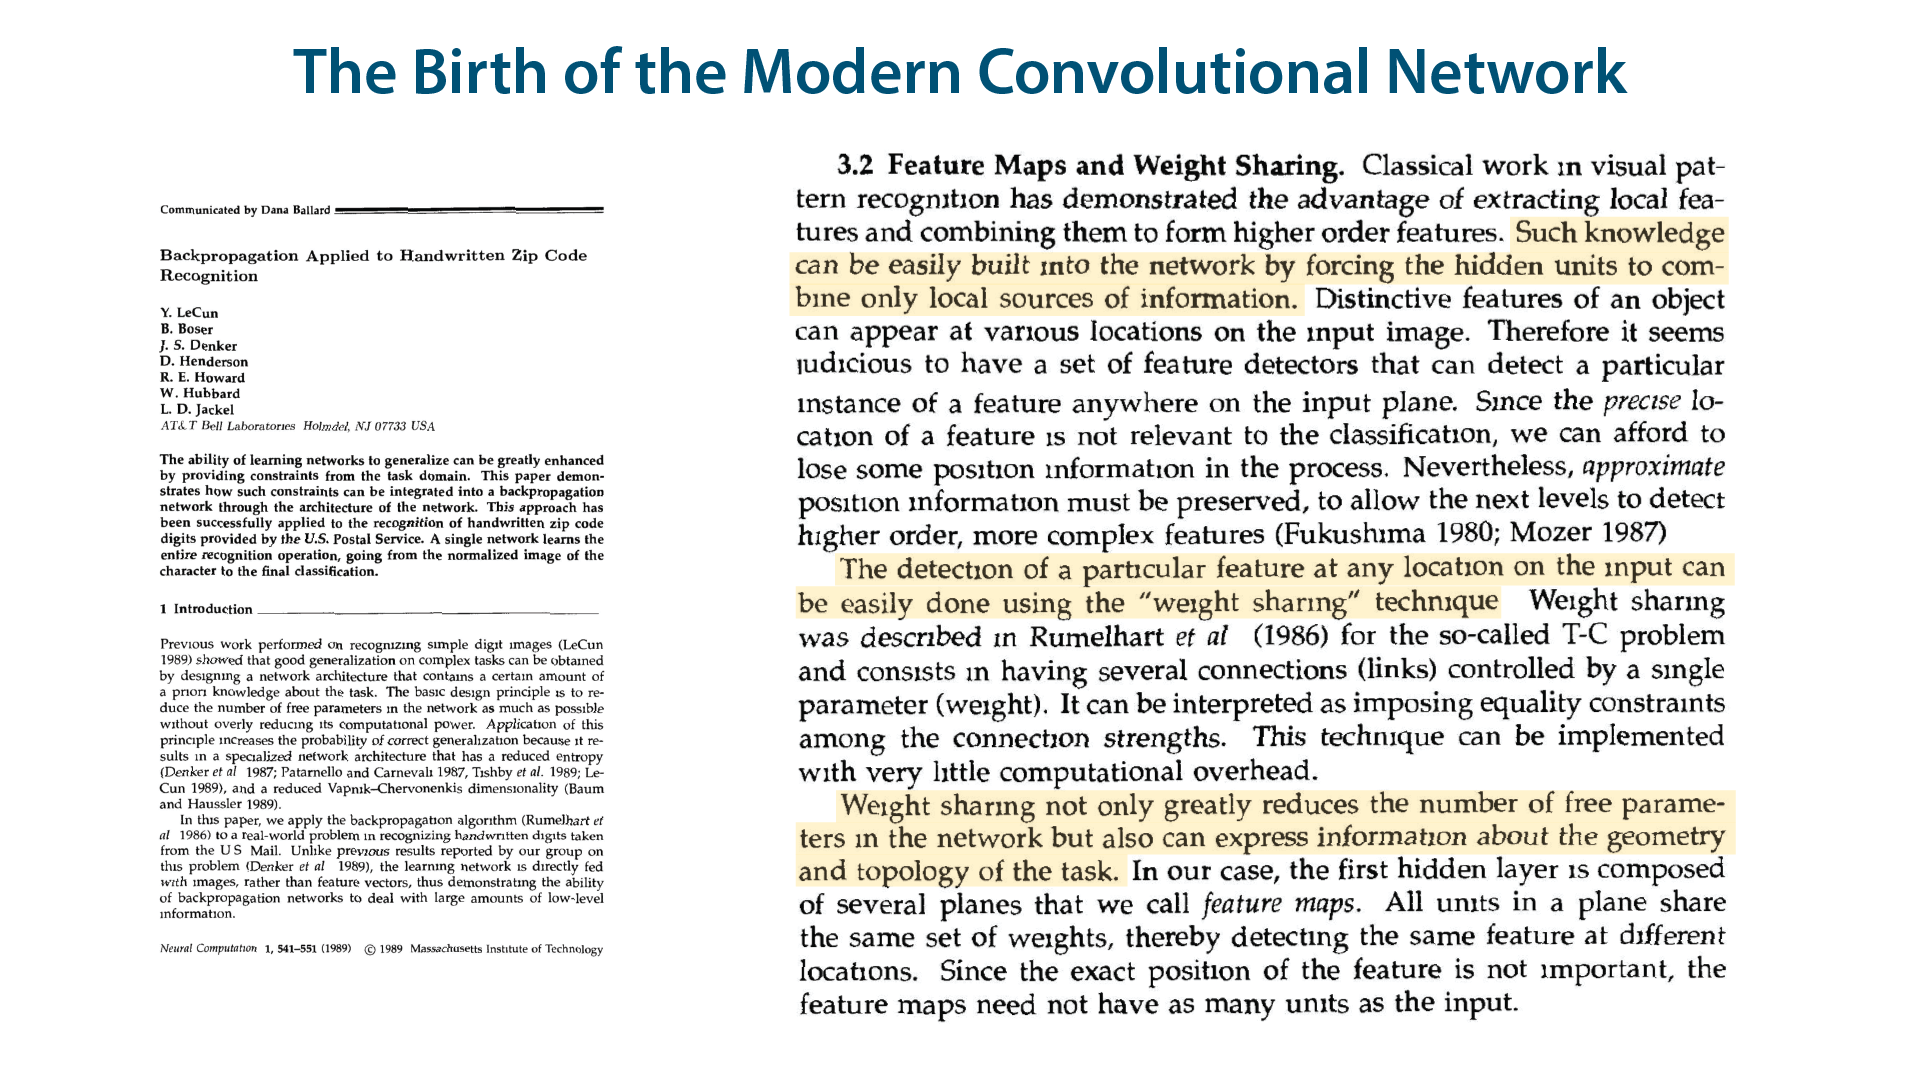 The Birth of the Modern Convolutional Network
Communicated by Dana Ballard
Backpropagation Applied to Handwritten Zip Code
Recognition
Y. LeCun
B. Boser
J. S. Denker
D. Henderson
R. E. Howard
W. Hubbard
L. D. Jackel
AT&T Bell Laboratories Holmdel, NJ 07733 USA
The ability of learning networks to generalize can be greatly enhanced
by providing constraints from the task domain. This paper demon-
strates how such constraints can be integrated into a backpropagation
network through the architecture of the network. This approach has
been successfully applied to the recognition of handwritten zip code
digits provided by the U.S. Postal Service. A single network learns the
entire recognition operation, going from the normalized image of the
character to the final classification.
1 Introduction
Previous work performed on recognizing simple digit images (LeCun
1989) showed that good generalization on complex tasks can be obtained
by designing a network architecture that contains a certain amount of
a priori knowledge about the task. The basic design principle is to re-
duce the number of free parameters in the network as much as possible
without overly reducing its computational power. Application of this
principle increases the probability of correct generalization because it re-
sults in a specialized network architecture that has a reduced entropy
(Denker et al 1987; Patarnello and Carnevali 1987, Tishby et al. 1989; Le-
Cun 1989), and a reduced Vapnik–Chervonenkis dimensionality (Baum
and Haussler 1989).
In this paper, we apply the backpropagation algorithm (Rumelhart et
al 1986) to a real-world problem in recognizing handwritten digits taken
from the U S Mail. Unlike previous results reported by our group on
this problem (Denker et al 1989), the learning network is directly fed
with images, rather than feature vectors, thus demonstrating the ability
of backpropagation networks to deal with large amounts of low-level
information.
Neural Computation 1, 541–551 (1989) © 1989 Massachusetts Institute of Technology
3.2 Feature Maps and Weight Sharing. Classical work in visual pat-
tern recognition has demonstrated the advantage of extracting local fea-
tures and combining them to form higher order features. Such knowledge
can be easily built into the network by forcing the hidden units to com-
bine only local sources of information. Distinctive features of an object
can appear at various locations on the input image. Therefore it seems
judicious to have a set of feature detectors that can detect a particular
instance of a feature anywhere on the input plane. Since the precise lo-
cation of a feature is not relevant to the classification, we can afford to
lose some position information in the process. Nevertheless, approximate
position information must be preserved, to allow the next levels to detect
higher order, more complex features (Fukushima 1980; Mozer 1987)
The detection of a particular feature at any location on the input can
be easily done using the "weight sharing" technique Weight sharing
was described in Rumelhart et al (1986) for the so-called T-C problem
and consists in having several connections (links) controlled by a single
parameter (weight). It can be interpreted as imposing equality constraints
among the connection strengths. This technique can be implemented
with very little computational overhead.
Weight sharing not only greatly reduces the number of free parame-
ters in the network but also can express information about the geometry
and topology of the task. In our case, the first hidden layer is composed
of several planes that we call feature maps. All units in a plane share
the same set of weights, thereby detecting the same feature at different
locations. Since the exact position of the feature is not important, the
feature maps need not have as many units as the input.